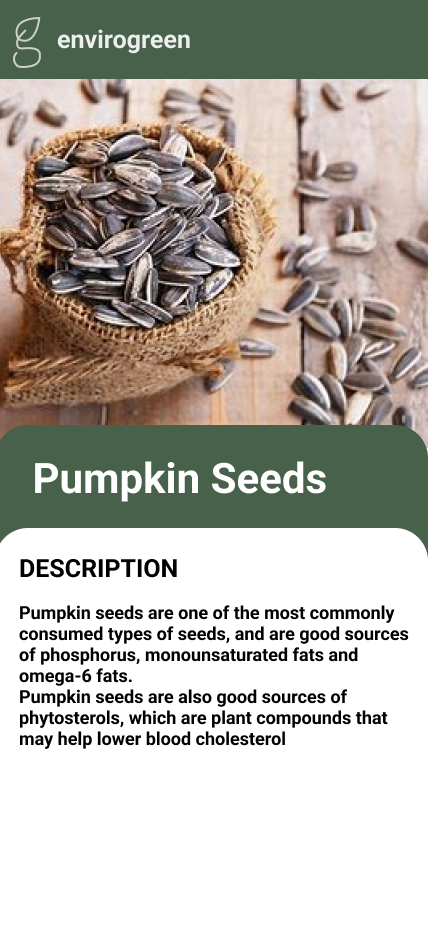 envirogreen
Pumpkin Seeds
DESCRIPTION
Pumpkin seeds are one of the most commonly
consumed types of seeds, and are good sources
of phosphorus, monounsaturated fats and
omega-6 fats.
Pumpkin seeds are also good sources of
phytosterols, which are plant compounds that
may help lower blood cholesterol